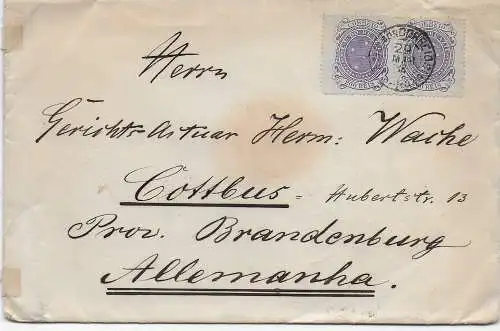 Herrn
Gerichts-Actuar Herm: Wache
Cottbus - Hubertstr. 13
Prov. Brandenburg
Allemanha.